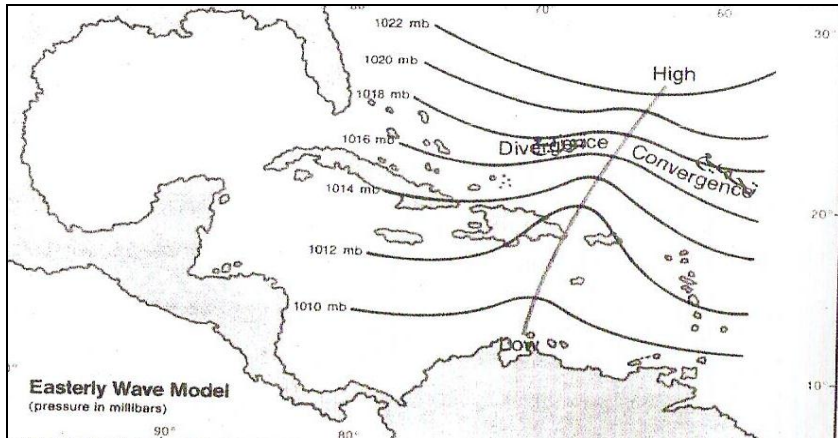 70
60
1022 mb
30°
1020 mb
High
1018 mb
1016 mb
Divergence
Convergence
1014 mb
20°
1012 mb
1010 mb
Low
Easterly Wave Model
(pressure in millibars)
10°
90°
80°